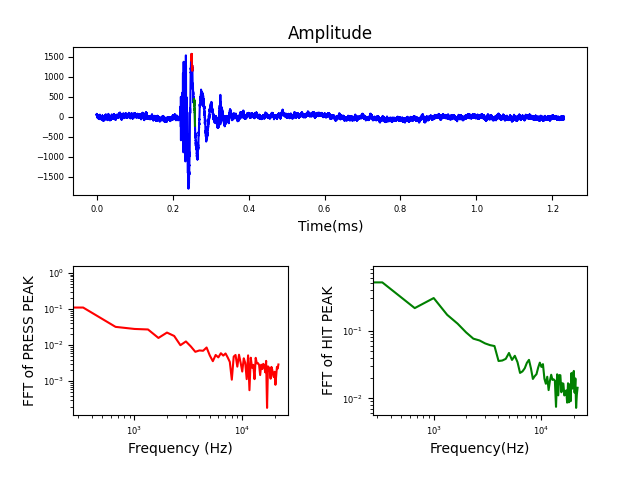 Amplitude
1500
1000
500
0
−500
−1000
−1500
0.0 0.2 0.4 0.6 0.8 1.0 1.2
Time(ms)
FFT of PRESS PEAK
10⁰
10⁻¹
10⁻²
10⁻³
10³ 10⁴
Frequency (Hz)
FFT of HIT PEAK
10⁻¹
10⁻²
10³ 10⁴
Frequency(Hz)